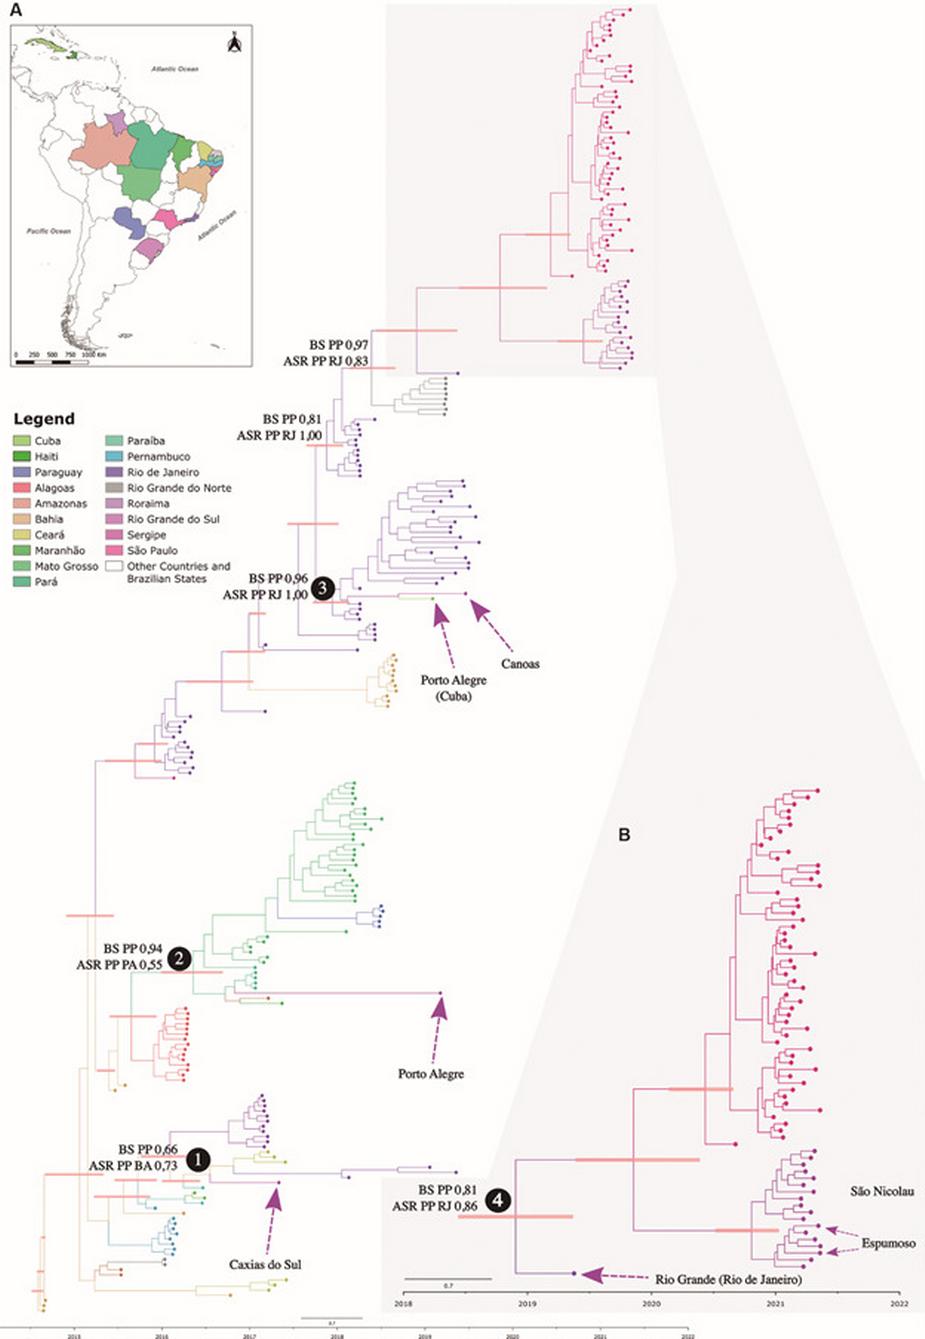 A
Atlantic Ocean
Pacific Ocean
Atlantic Ocean
0 250 500 750 1000 Km
BS PP 0,97
ASR PP RJ 0,83
BS PP 0,81
ASR PP RJ 1,00
Legend
Cuba
Haiti
Paraguay
Alagoas
Amazonas
Bahia
Ceará
Maranhão
Mato Grosso
Pará
Paraíba
Pernambuco
Rio de Janeiro
Rio Grande do Norte
Roraima
Rio Grande do Sul
Sergipe
São Paulo
Other Countries and
Brazilian States
BS PP 0,96
ASR PP RJ 1,00
3
Canoas
Porto Alegre
(Cuba)
B
BS PP 0,94
ASR PP PA 0,55
2
Porto Alegre
BS PP 0,66
ASR PP BA 0,73
1
Caxias do Sul
BS PP 0,81
ASR PP RJ 0,86
4
São Nicolau
Espumoso
Rio Grande (Rio de Janeiro)
0.7
2018 2019 2020 2021 2022
0.7
2015 2016 2017 2018 2019 2020 2021 2022